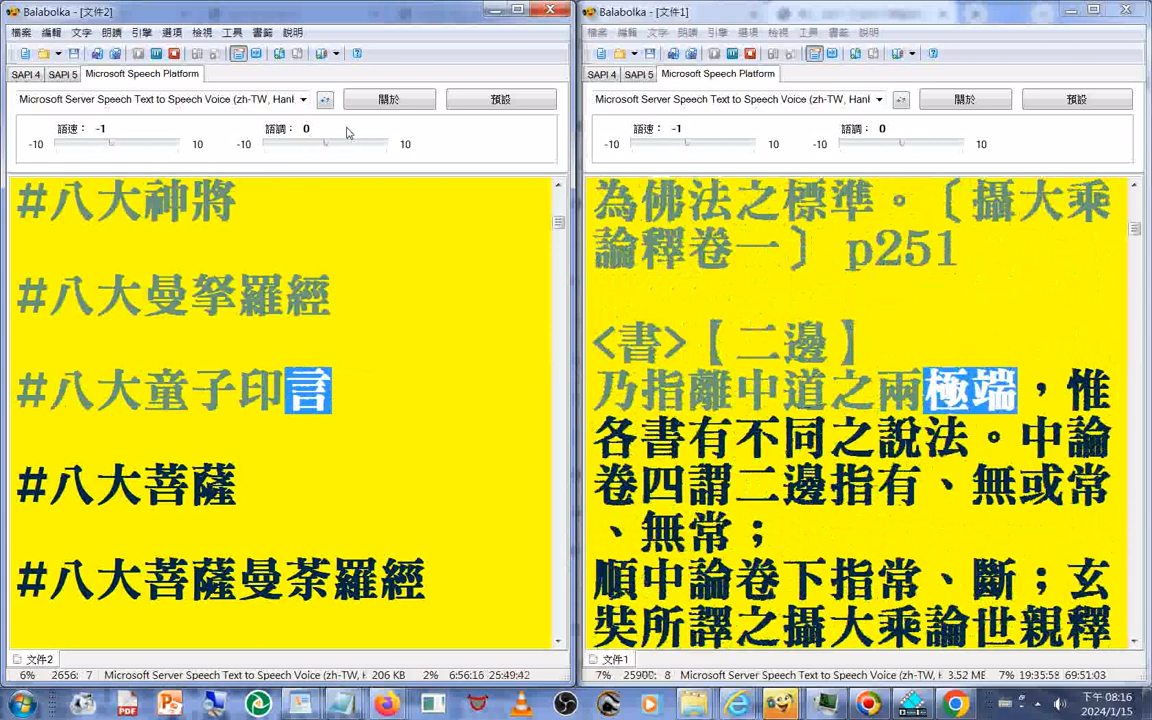 Balabolka - [文件2]
檔案 編輯 文字 朗讀 引擎 選項 檢視 工具 書籤 說明
SAPI 4 SAPI 5 Microsoft Speech Platform
Microsoft Server Speech Text to Speech Voice (zh-TW, Hanl
關於 預設
語速： -1 語調： 0
-10 10 -10 10
#八大神將
#八大曼拏羅經
#八大童子印言
#八大菩薩
#八大菩薩曼荼羅經
文件2
6% 2656: 7 Microsoft Server Speech Text to Speech Voice (zh-TW, 206 KB 2% 6:56:16 25:49:42
Balabolka - [文件1]
檔案 編輯 文字 朗讀 引擎 選項 檢視 工具 書籤 說明
SAPI 4 SAPI 5 Microsoft Speech Platform
Microsoft Server Speech Text to Speech Voice (zh-TW, Hanl
關於 預設
語速： -1 語調： 0
-10 10 -10 10
為佛法之標準。〔攝大乘
論釋卷一〕 p251
<書>【二邊】
乃指離中道之兩極端，惟
各書有不同之說法。中論
卷四謂二邊指有、無或常
、無常；
順中論卷下指常、斷；玄
奘所譯之攝大乘論世親釋
文件1
7% 25900: 8 Microsoft Server Speech Text to Speech Voice (zh-TW, 3.52 ME 7% 19:35:58 69:51:03
下午 08:16
2024/1/15